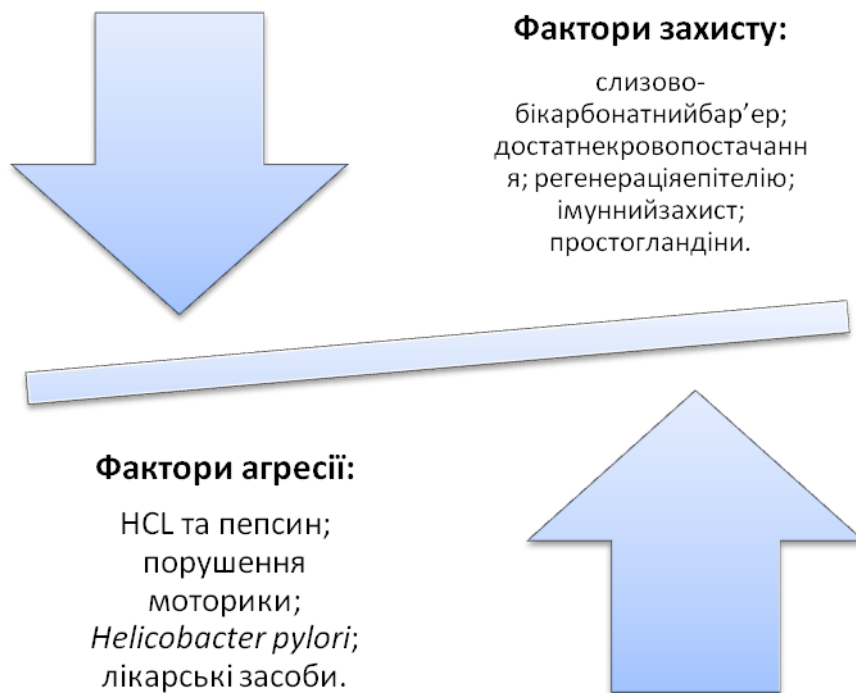 Фактори захисту:
слизово-
бікарбонатнийбар’ер;
достатнекровопостачанн
я; регенераціяепітелію;
імуннийзахист;
простогландіни.
Фактори агресії:
HCL та пепсин;
порушення
моторики;
Helicobacter pylori;
лікарські засоби.